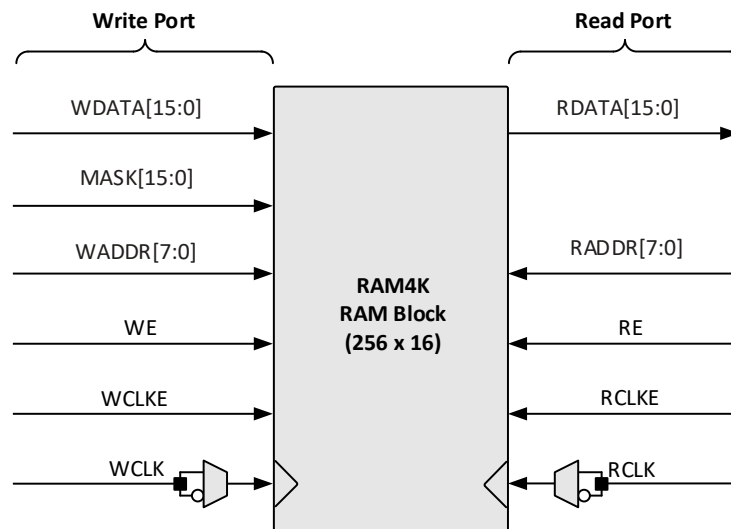 Write Port
Read Port
WDATA[15:0]
RDATA[15:0]
MASK[15:0]
WADDR[7:0]
RADDR[7:0]
RAM4K
RAM Block
(256 x 16)
WE
RE
WCLKE
RCLKE
WCLK
RCLK